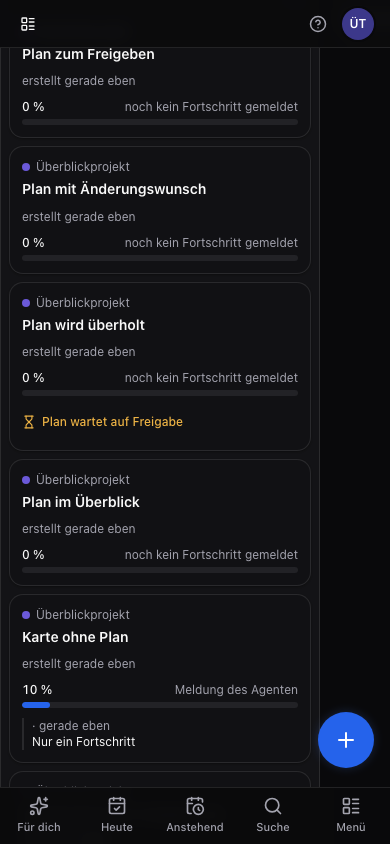 ÜT
Plan zum Freigeben
erstellt gerade eben
0 % noch kein Fortschritt gemeldet
Überblickprojekt
Plan mit Änderungswunsch
erstellt gerade eben
0 % noch kein Fortschritt gemeldet
Überblickprojekt
Plan wird überholt
erstellt gerade eben
0 % noch kein Fortschritt gemeldet
Plan wartet auf Freigabe
Überblickprojekt
Plan im Überblick
erstellt gerade eben
0 % noch kein Fortschritt gemeldet
Überblickprojekt
Karte ohne Plan
erstellt gerade eben
10 % Meldung des Agenten
· gerade eben
Nur ein Fortschritt
Für dich Heute Anstehend Suche Menü